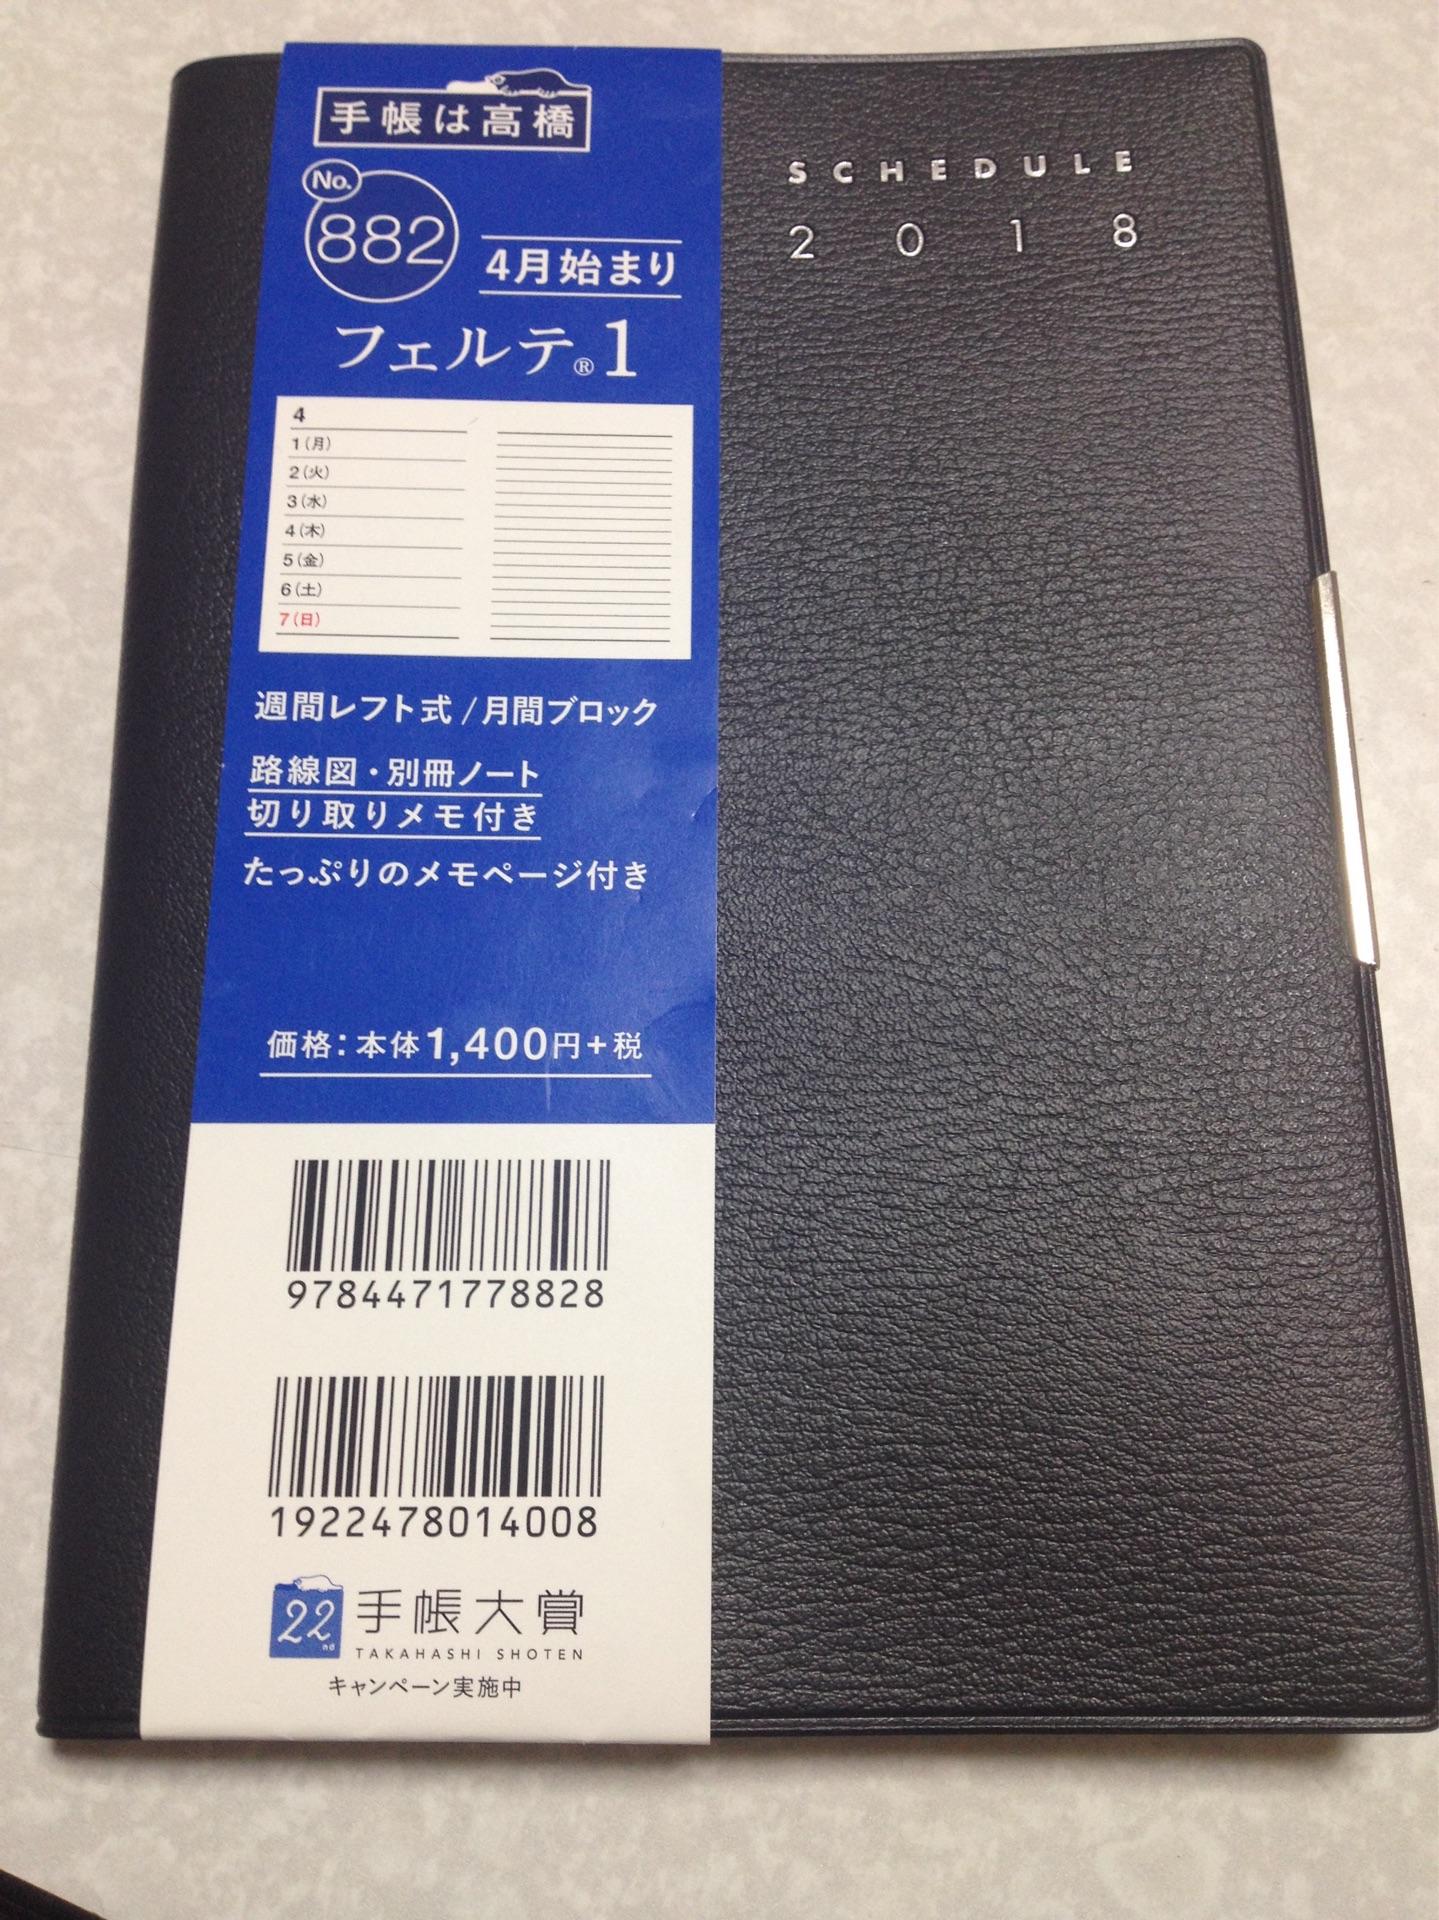 手帳は高橋
No.
882
4月始まり
フェルテ®1
4
1(月)
2(火)
3(水)
4(木)
5(金)
6(土)
7(日)
週間レフト式/月間ブロック
路線図・別冊ノート
切り取りメモ付き
たっぷりのメモページ付き
価格:本体1,400円+税
9784471778828
1922478014008
22nd
手帳大賞
TAKAHASHI SHOTEN
キャンペーン実施中
SCHEDULE
2018